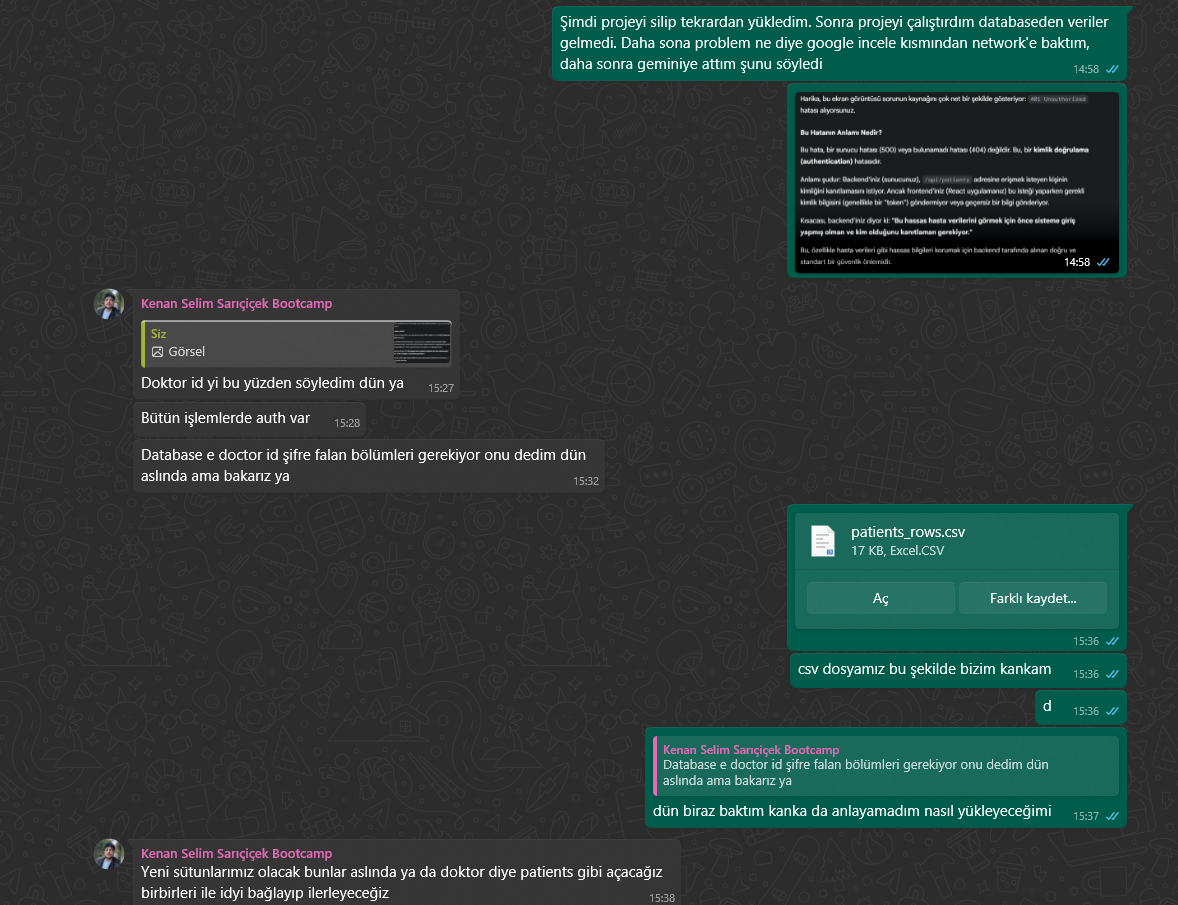 Şimdi projeyi silip tekrardan yükledim. Sonra projeyi çalıştırdım databaseden veriler
gelmedi. Daha sona problem ne diye google incele kısmından network'e baktım,
daha sonra geminiye attım şunu söyledi
14:58
Harika, bu ekran görüntüsü sorunun kaynağını çok net bir şekilde gösteriyor: 401 Unauthorized
hatası alıyorsunuz.
Bu Hatanın Anlamı Nedir?
Bu hata, bir sunucu hatası (500) veya bulunamadı hatası (404) değildir. Bu, bir kimlik doğrulama
(authentication) hatasıdır.
Anlamı şudur: Backend'iniz (sunucunuz), /api/patients adresine erişmek isteyen kişinin
kimliğini kanıtlamasını istiyor. Ancak frontend'iniz (React uygulamanız) bu isteği yaparken gerekli
kimlik bilgisini (genellikle bir "token") göndermiyor veya geçersiz bir bilgi gönderiyor.
Kısacası, backend'iniz diyor ki: "Bu hassas hasta verilerini görmek için önce sisteme giriş
yapmış olman ve kim olduğunu kanıtlaman gerekiyor."
Bu, özellikle hasta verileri gibi hassas bilgileri korumak için backend tarafında alınan doğru ve
standart bir güvenlik önlemidir.
14:58
Kenan Selim Sarıçiçek Bootcamp
Siz
Görsel
Doktor id yi bu yüzden söyledim dün ya
15:27
Bütün işlemlerde auth var
15:28
Database e doctor id şifre falan bölümleri gerekiyor onu dedim dün
aslında ama bakarız ya
15:32
patients_rows.csv
17 KB, Excel.CSV
Aç
Farklı kaydet...
15:36
csv dosyamız bu şekilde bizim kankam
15:36
d
15:36
Kenan Selim Sarıçiçek Bootcamp
Database e doctor id şifre falan bölümleri gerekiyor onu dedim dün
aslında ama bakarız ya
dün biraz baktım kanka da anlayamadım nasıl yükleyeceğimi
15:37
Kenan Selim Sarıçiçek Bootcamp
Yeni sütunlarımız olacak bunlar aslında ya da doktor diye patients gibi açacağız
birbirleri ile idyi bağlayıp ilerleyeceğiz
15:38